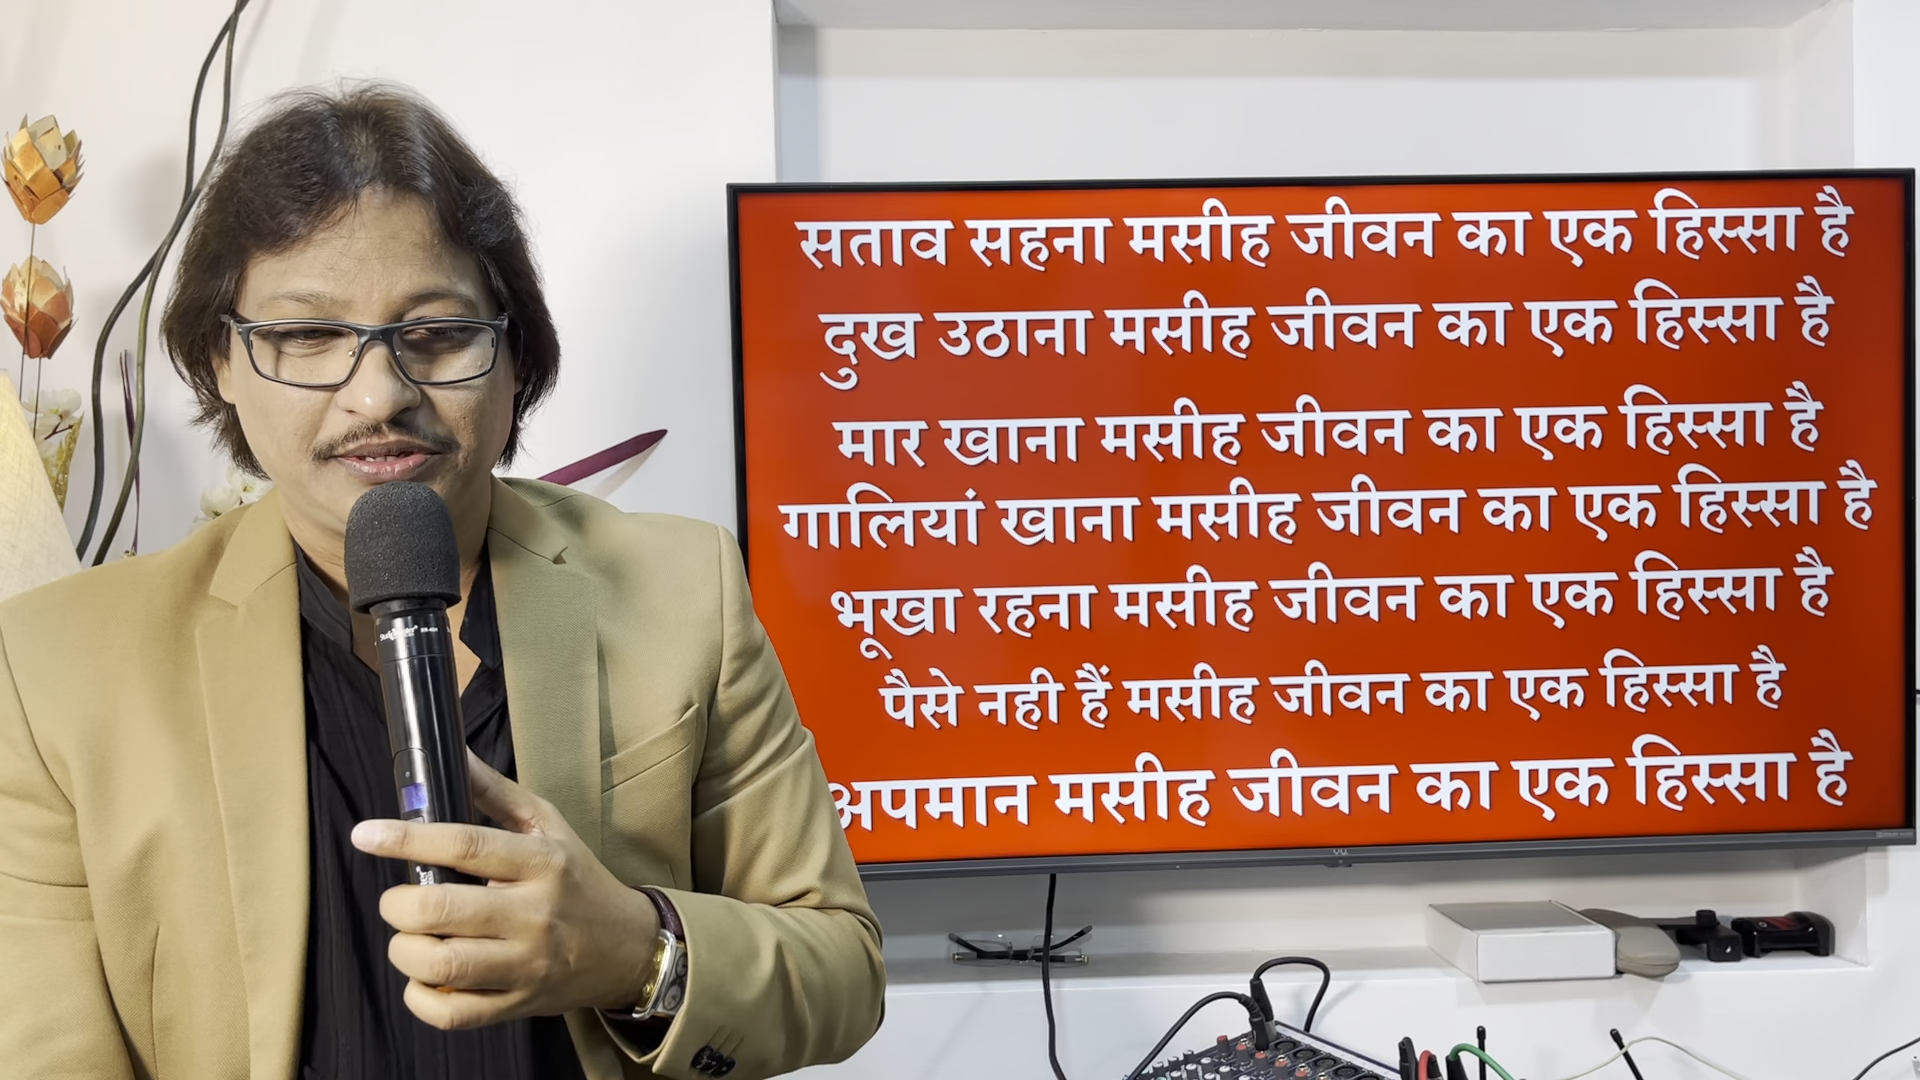 सताव सहना मसीह जीवन का एक हिस्सा है
दुख उठाना मसीह जीवन का एक हिस्सा है
मार खाना मसीह जीवन का एक हिस्सा है
गालियां खाना मसीह जीवन का एक हिस्सा है
भूखा रहना मसीह जीवन का एक हिस्सा है
पैसे नही हैं मसीह जीवन का एक हिस्सा है
अपमान मसीह जीवन का एक हिस्सा है